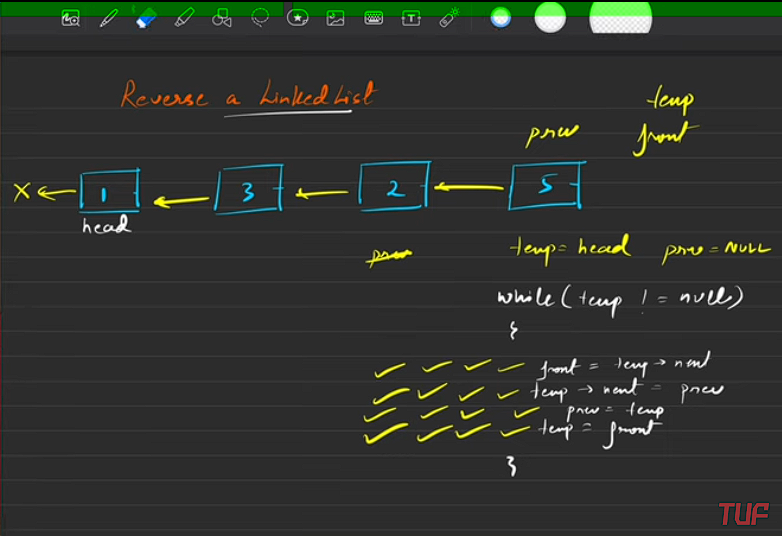 Reverse a LinkedList
temp
prev front
X 1 3 2 5
head
prev
temp = head prev = NULL
while (temp != null)
{
front = temp → next
temp → next = prev
prev = temp
temp = front
}
TUF